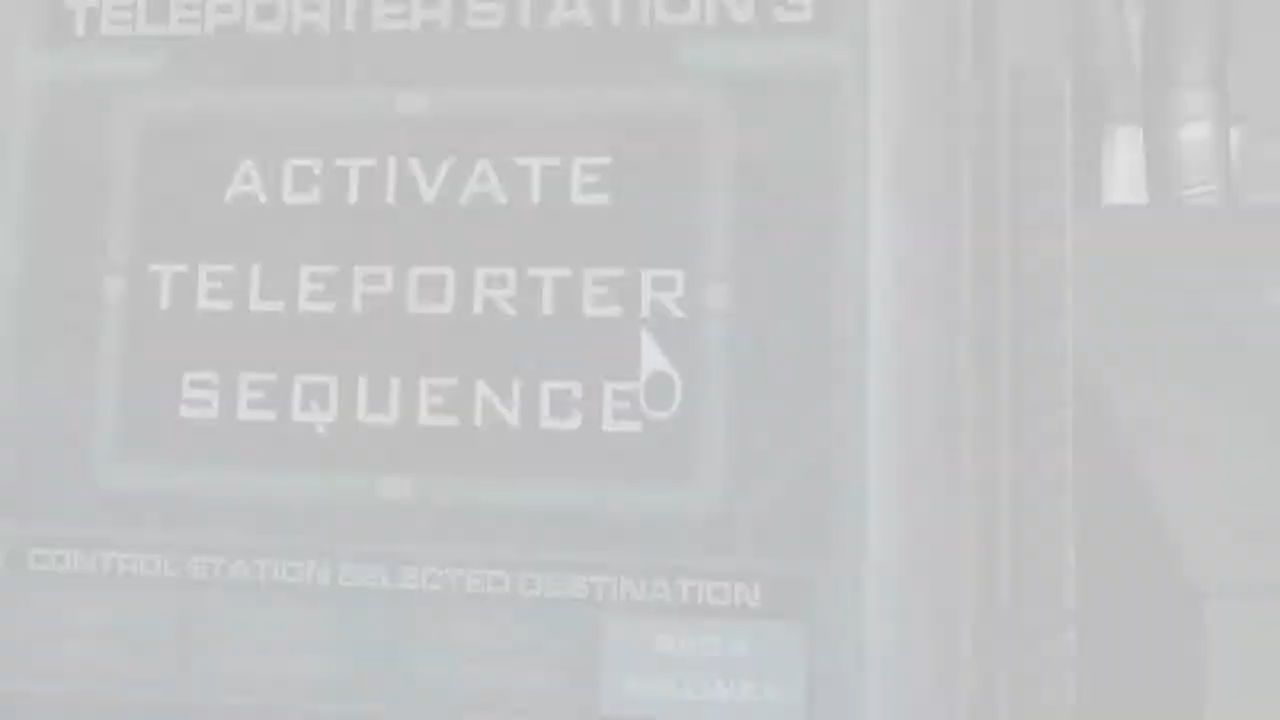 TELEPORTER STATION 3
ACTIVATE
TELEPORTER
SEQUENCE
CONTROL STATION SELECTED DESTINATION